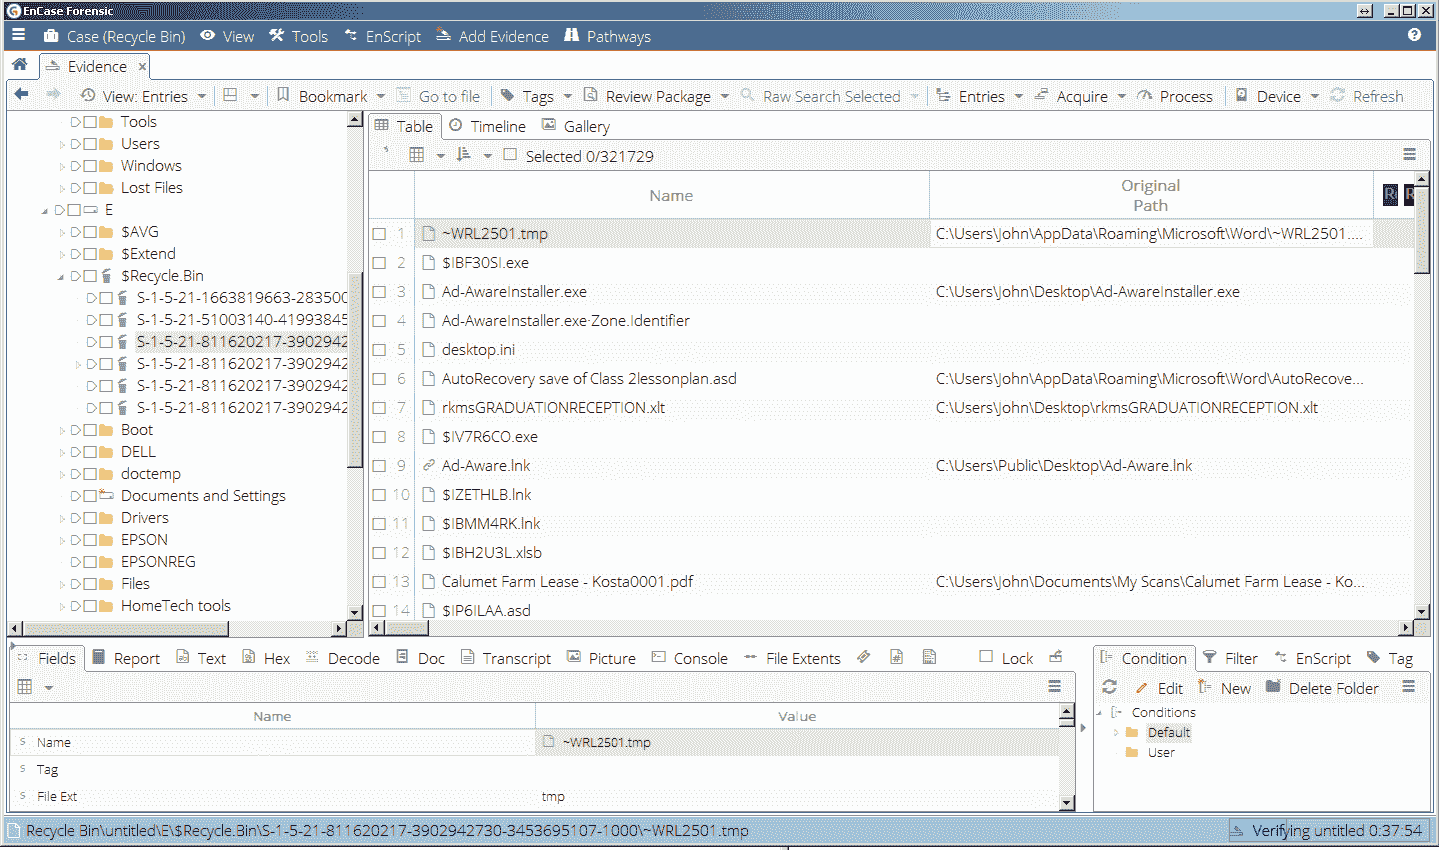 EnCase Forensic
Case (Recycle Bin) View Tools EnScript Add Evidence Pathways
Evidence
View: Entries Bookmark Go to file Tags Review Package Raw Search Selected Entries Acquire Process Device Refresh
Tools
Users
Windows
Lost Files
E
$AVG
$Extend
$Recycle.Bin
S-1-5-21-1663819663-283500
S-1-5-21-51003140-41993845
S-1-5-21-811620217-3902942
S-1-5-21-811620217-3902942
S-1-5-21-811620217-3902942
S-1-5-21-811620217-3902942
Boot
DELL
doctemp
Documents and Settings
Drivers
EPSON
EPSONREG
Files
HomeTech tools
Table Timeline Gallery
Selected 0/321729
Name Original Path
1 ~WRL2501.tmp C:\Users\John\AppData\Roaming\Microsoft\Word\~WRL2501....
2 $IBF30SI.exe
3 Ad-AwareInstaller.exe C:\Users\John\Desktop\Ad-AwareInstaller.exe
4 Ad-AwareInstaller.exe·Zone.Identifier
5 desktop.ini
6 AutoRecovery save of Class 2lessonplan.asd C:\Users\John\AppData\Roaming\Microsoft\Word\AutoRecove...
7 rkmsGRADUATIONRECEPTION.xlt C:\Users\John\Desktop\rkmsGRADUATIONRECEPTION.xlt
8 $IV7R6CO.exe
9 Ad-Aware.lnk C:\Users\Public\Desktop\Ad-Aware.lnk
10 $IZETHLB.lnk
11 $IBMM4RK.lnk
12 $IBH2U3L.xlsb
13 Calumet Farm Lease - Kosta0001.pdf C:\Users\John\Documents\My Scans\Calumet Farm Lease - Ko...
14 $IP6ILAA.asd
Fields Report Text Hex Decode Doc Transcript Picture Console File Extents Lock
Name Value
Name ~WRL2501.tmp
Tag
File Ext tmp
Condition Filter EnScript Tag
Edit New Delete Folder
Conditions
Default
User
Recycle Bin\untitled\E\$Recycle.Bin\S-1-5-21-811620217-3902942730-3453695107-1000\~WRL2501.tmp
Verifying untitled 0:37:54